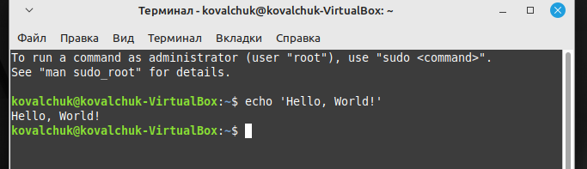 Терминал - kovalchuk@kovalchuk-VirtualBox: ~
Файл Правка Вид Терминал Вкладки Справка
To run a command as administrator (user "root"), use "sudo <command>".
See "man sudo_root" for details.
kovalchuk@kovalchuk-VirtualBox:~$ echo 'Hello, World!'
Hello, World!
kovalchuk@kovalchuk-VirtualBox:~$